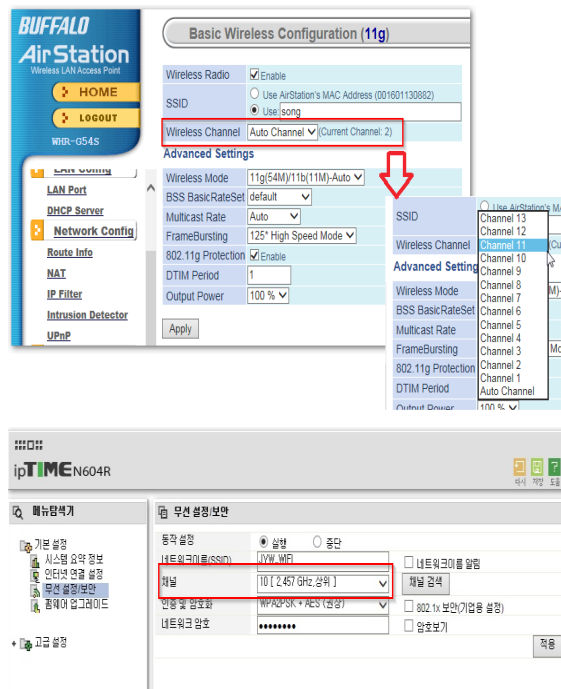 BUFFALO
AirStation
Wireless LAN Access Point
HOME
LOGOUT
WHR-G54S
LAN Config
LAN Port
DHCP Server
Network Config
Route Info
NAT
IP Filter
Intrusion Detector
UPnP
Basic Wireless Configuration (11g)
Wireless Radio Enable
SSID
Use AirStation's MAC Address (001601130882)
Use: song
Wireless Channel Auto Channel (Current Channel: 2)
Advanced Settings
Wireless Mode 11g(54M)/11b(11M)-Auto
BSS BasicRateSet default
Multicast Rate Auto
FrameBursting 125* High Speed Mode
802.11g Protection Enable
DTIM Period 1
Output Power 100 %
Apply
SSID
Wireless Channel
Advanced Setting
Wireless Mode
BSS BasicRateSet
Multicast Rate
FrameBursting
802.11g Protection
DTIM Period
Output Power 100 %
Use AirStation's M
Channel 13
Channel 12
Channel 11
Channel 10
Channel 9
Channel 8
Channel 7
Channel 6
Channel 5
Channel 4
Channel 3
Channel 2
Channel 1
Auto Channel
ipTIME N604R
다시 저장 도움
메뉴탐색기
기본 설정
시스템 요약 정보
인터넷 연결 설정
무선 설정/보안
펌웨어 업그레이드
고급 설정
무선 설정/보안
동작 설정 실행 중단
네트워크이름(SSID) JYW_WIFI 네트워크이름 알림
채널 10 [ 2,457 GHz,상위 ] 채널 검색
인증 및 암호화 WPA2PSK + AES (권장) 802.1x 보안(기업용 설정)
네트워크 암호 •••••••• 암호보기
적용